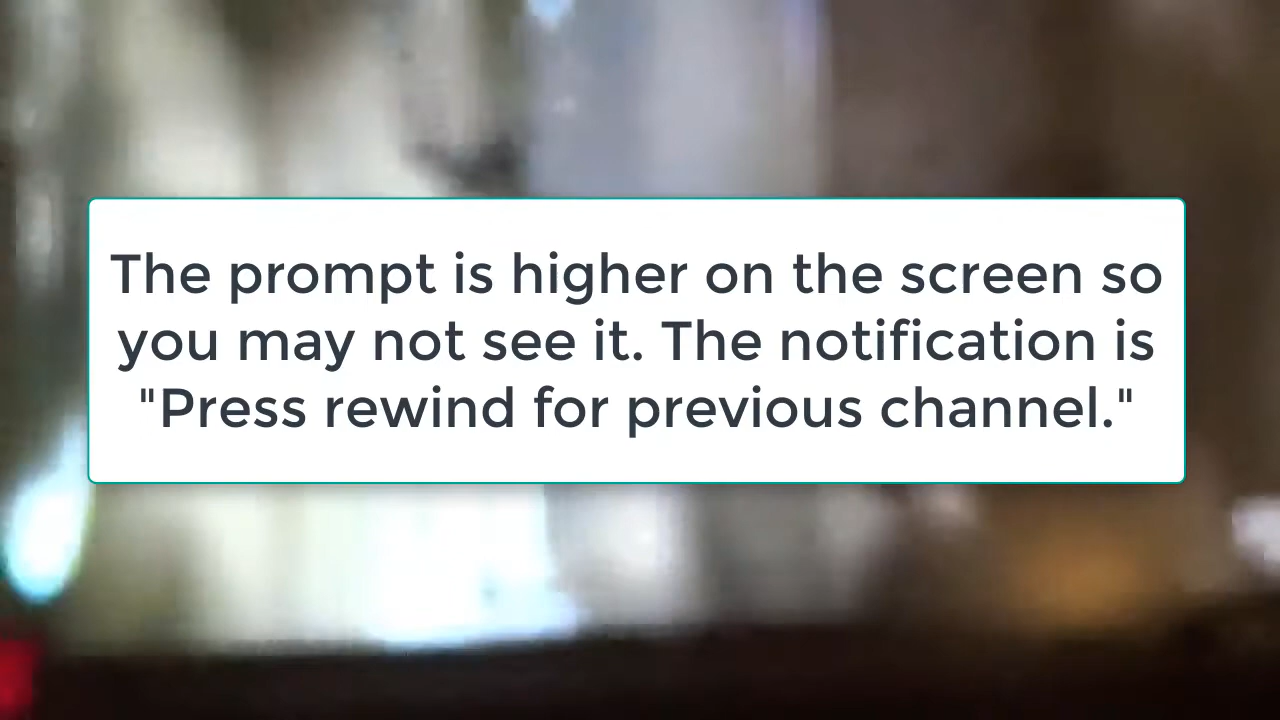 The prompt is higher on the screen so
you may not see it. The notification is
"Press rewind for previous channel."